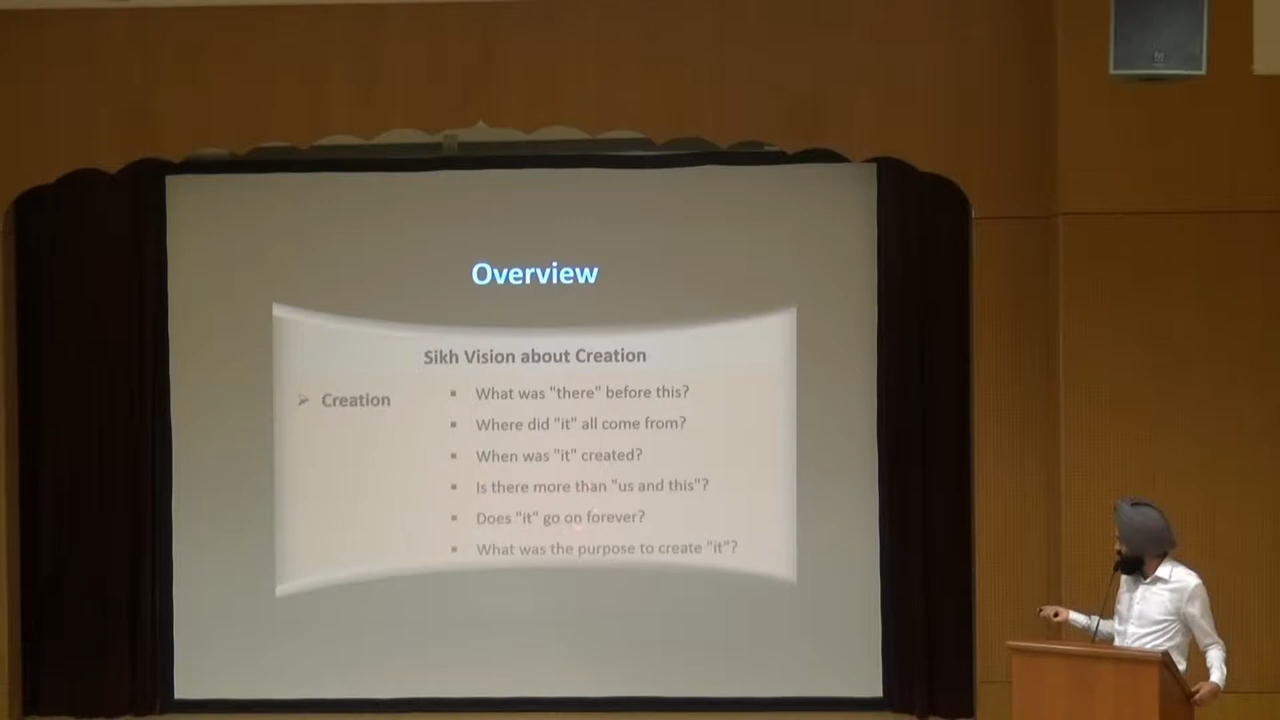 Overview
Sikh Vision about Creation
Creation
What was "there" before this?
Where did "it" all come from?
When was "it" created?
Is there more than "us and this"?
Does "it" go on forever?
What was the purpose to create "it"?